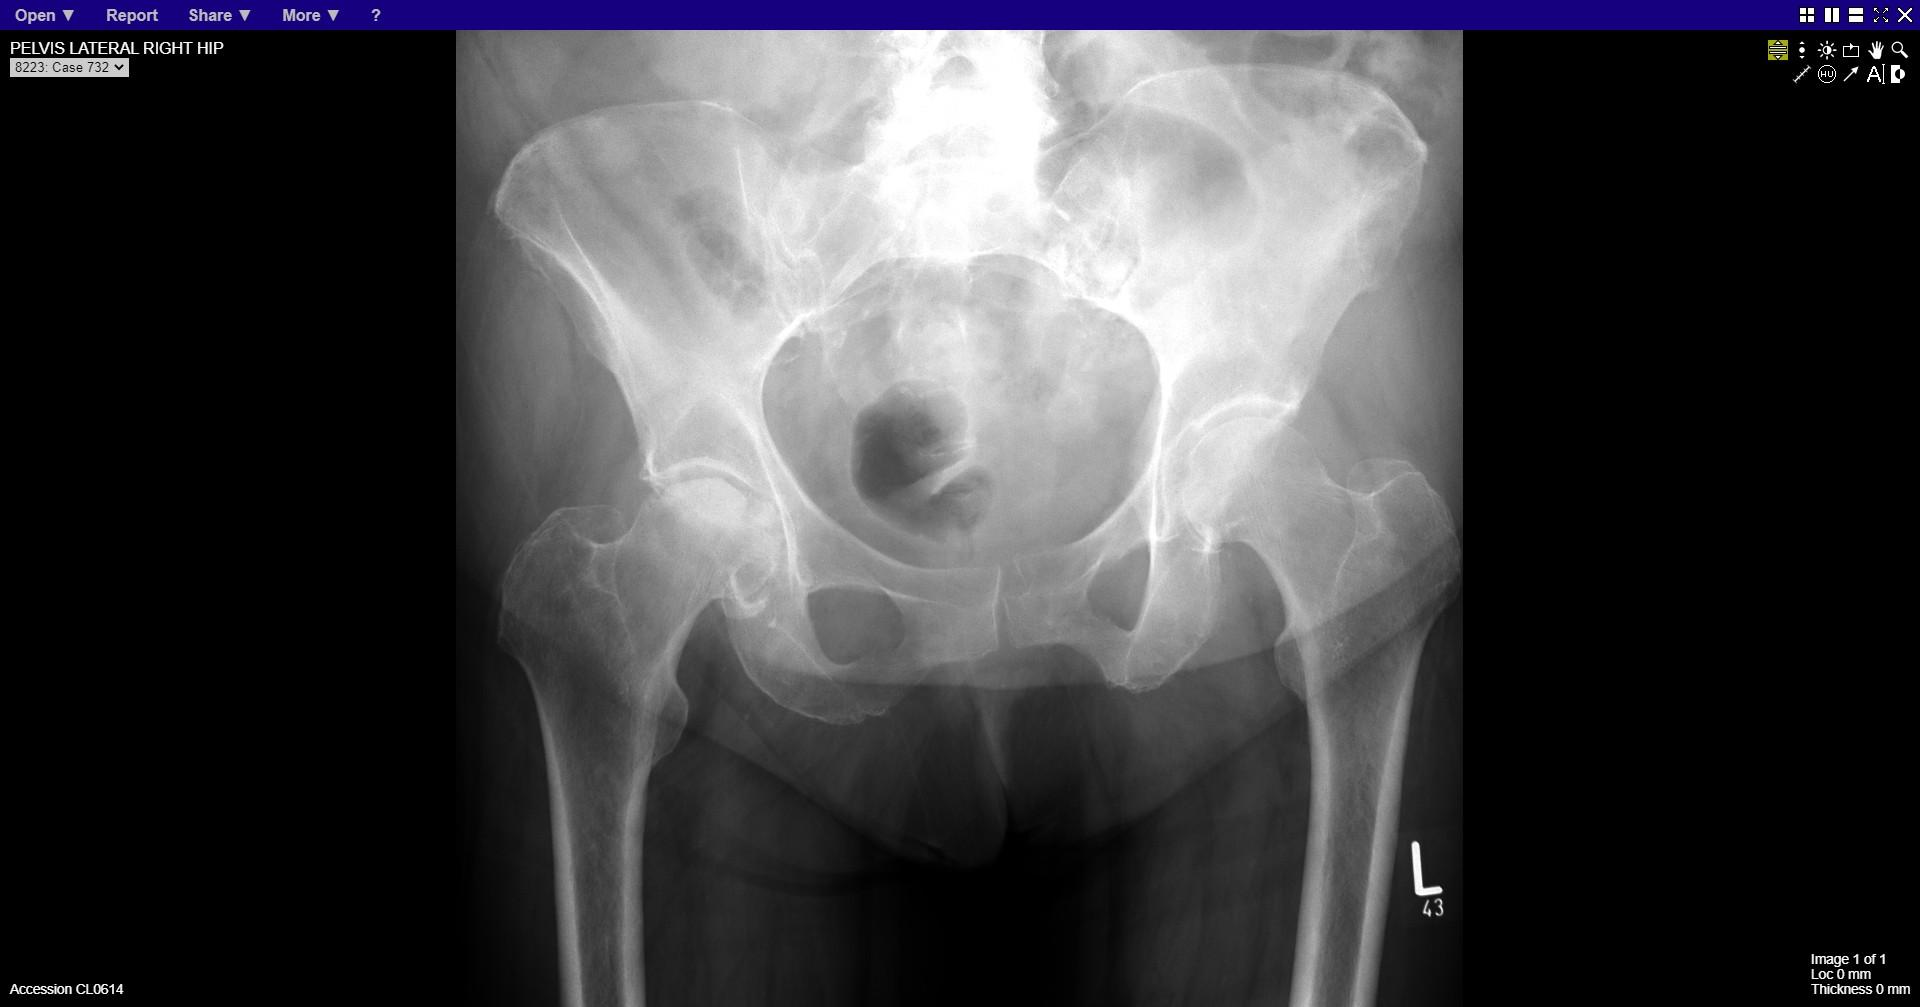 Open ▼ Report Share ▼ More ▼ ?
PELVIS LATERAL RIGHT HIP
8223: Case 732
HU
A
L
43
Image 1 of 1
Loc 0 mm
Thickness 0 mm
Accession CL0614